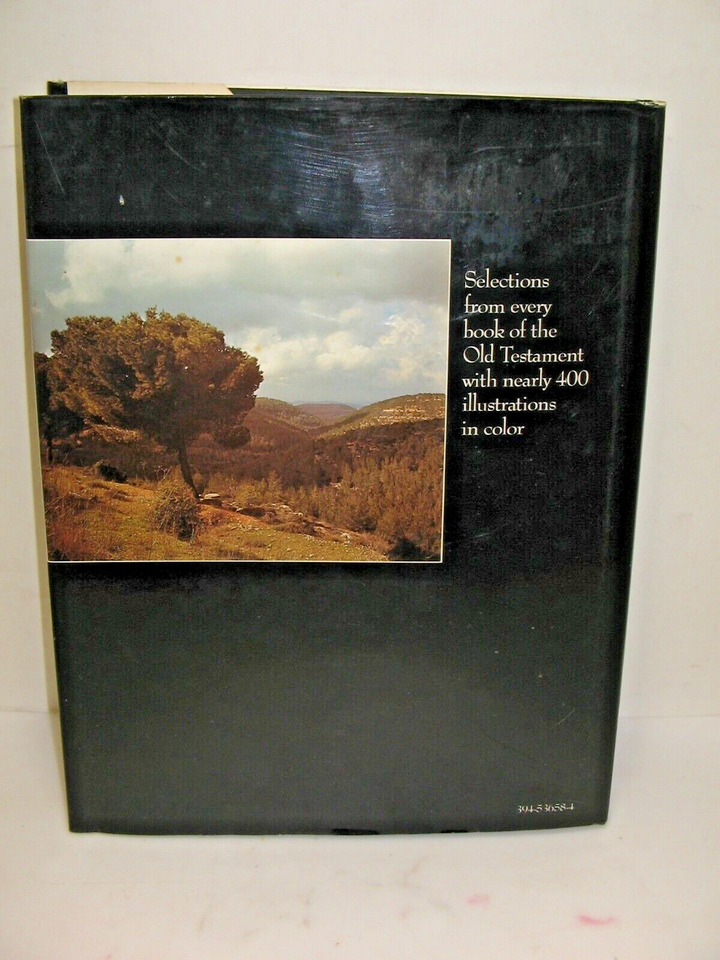 Selections
from every
book of the
Old Testament
with nearly 400
illustrations
in color
394-53658-4